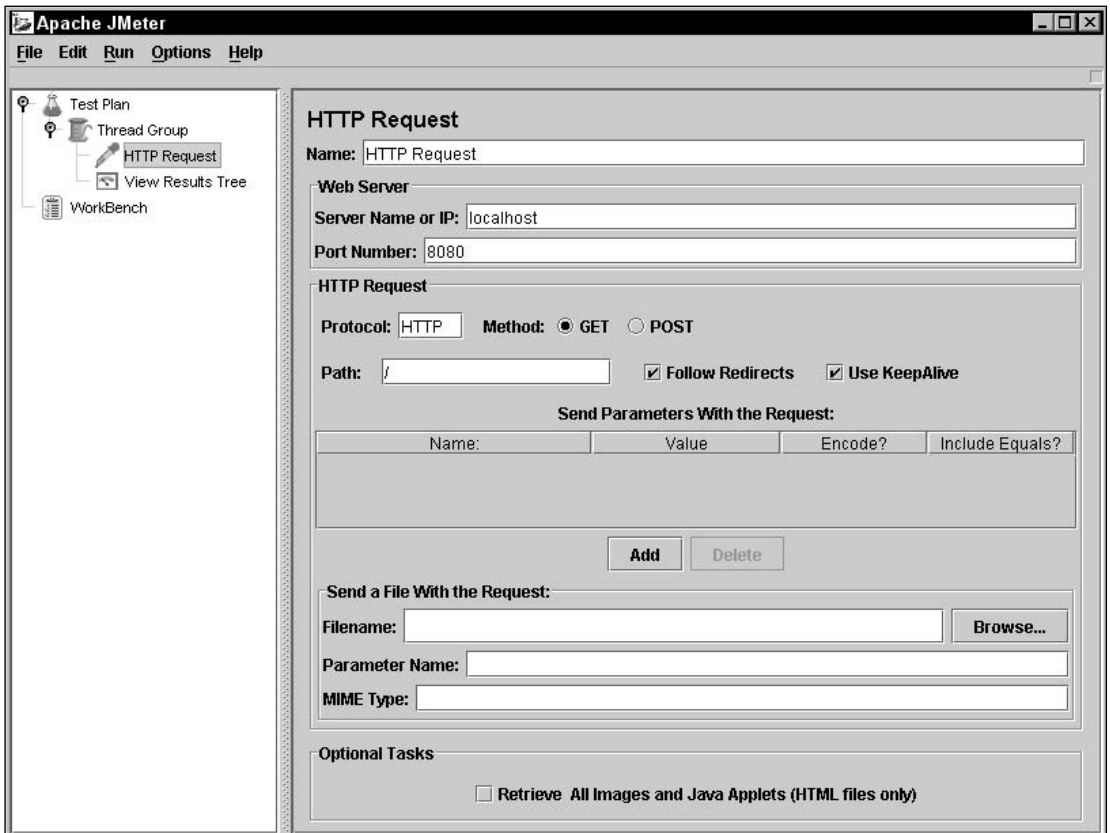 Apache JMeter
File Edit Run Options Help
Test Plan
Thread Group
HTTP Request
View Results Tree
WorkBench
HTTP Request
Name: HTTP Request
Web Server
Server Name or IP: localhost
Port Number: 8080
HTTP Request
Protocol: HTTP Method: GET POST
Path: / Follow Redirects Use KeepAlive
Send Parameters With the Request:
Name: Value Encode? Include Equals?
Add Delete
Send a File With the Request:
Filename: Browse...
Parameter Name:
MIME Type:
Optional Tasks
Retrieve All Images and Java Applets (HTML files only)